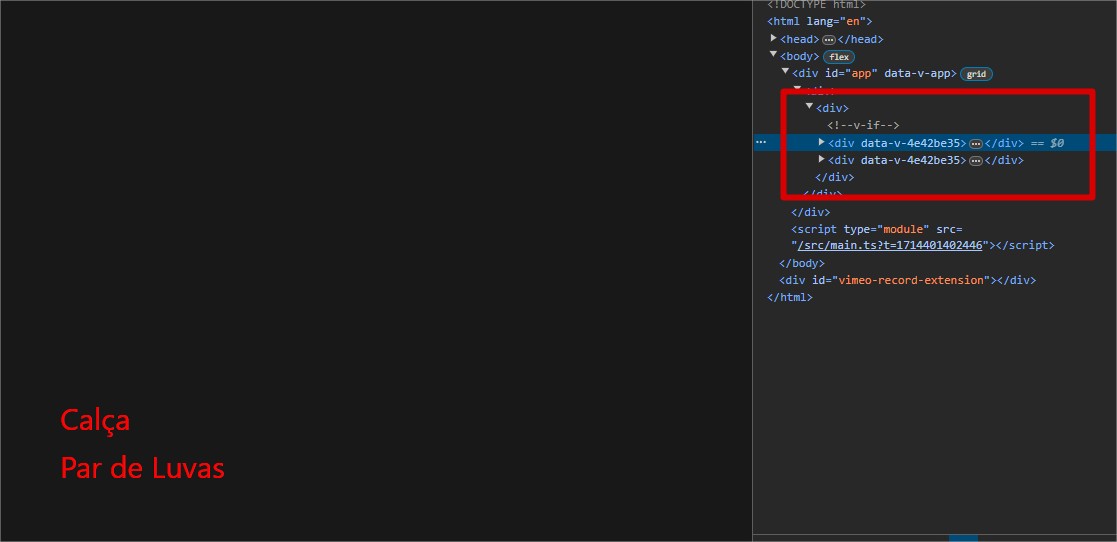 <!DOCTYPE html>
<html lang="en">
<head> ··· </head>
<body> flex
<div id="app" data-v-app> grid
<div>
<div>
<!--v-if-->
··· <div data-v-4e42be35> ··· </div> == $0
<div data-v-4e42be35> ··· </div>
</div>
</div>
</div>
<script type="module" src=
"/src/main.ts?t=1714401402446"></script>
</body>
<div id="vimeo-record-extension"></div>
</html>
Calça
Par de Luvas